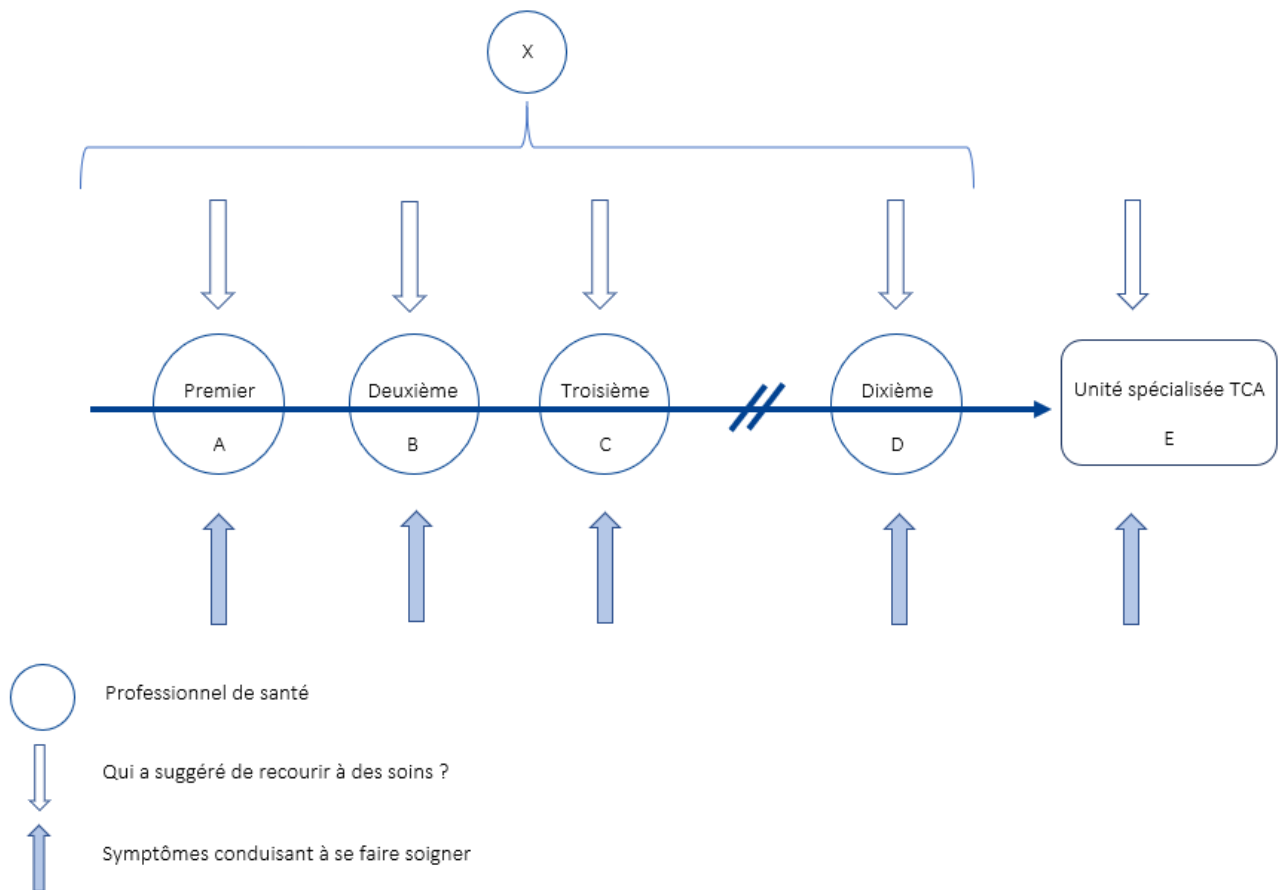 X
Premier
A
Deuxième
B
Troisième
C
Dixième
D
Unité spécialisée TCA
E
Professionnel de santé
Qui a suggéré de recourir à des soins ?
Symptômes conduisant à se faire soigner